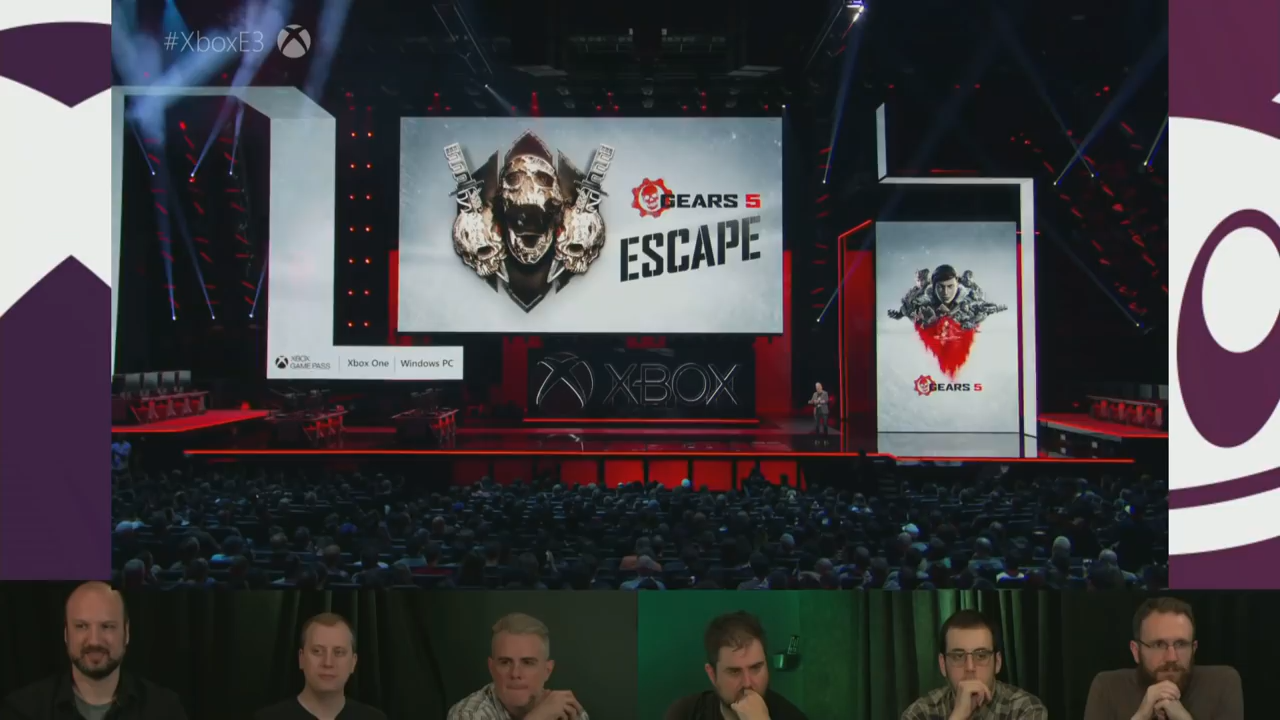 #XboxE3
GEARS 5
ESCAPE
XBOX
GAME PASS
Xbox One
Windows PC
XBOX
GEARS 5